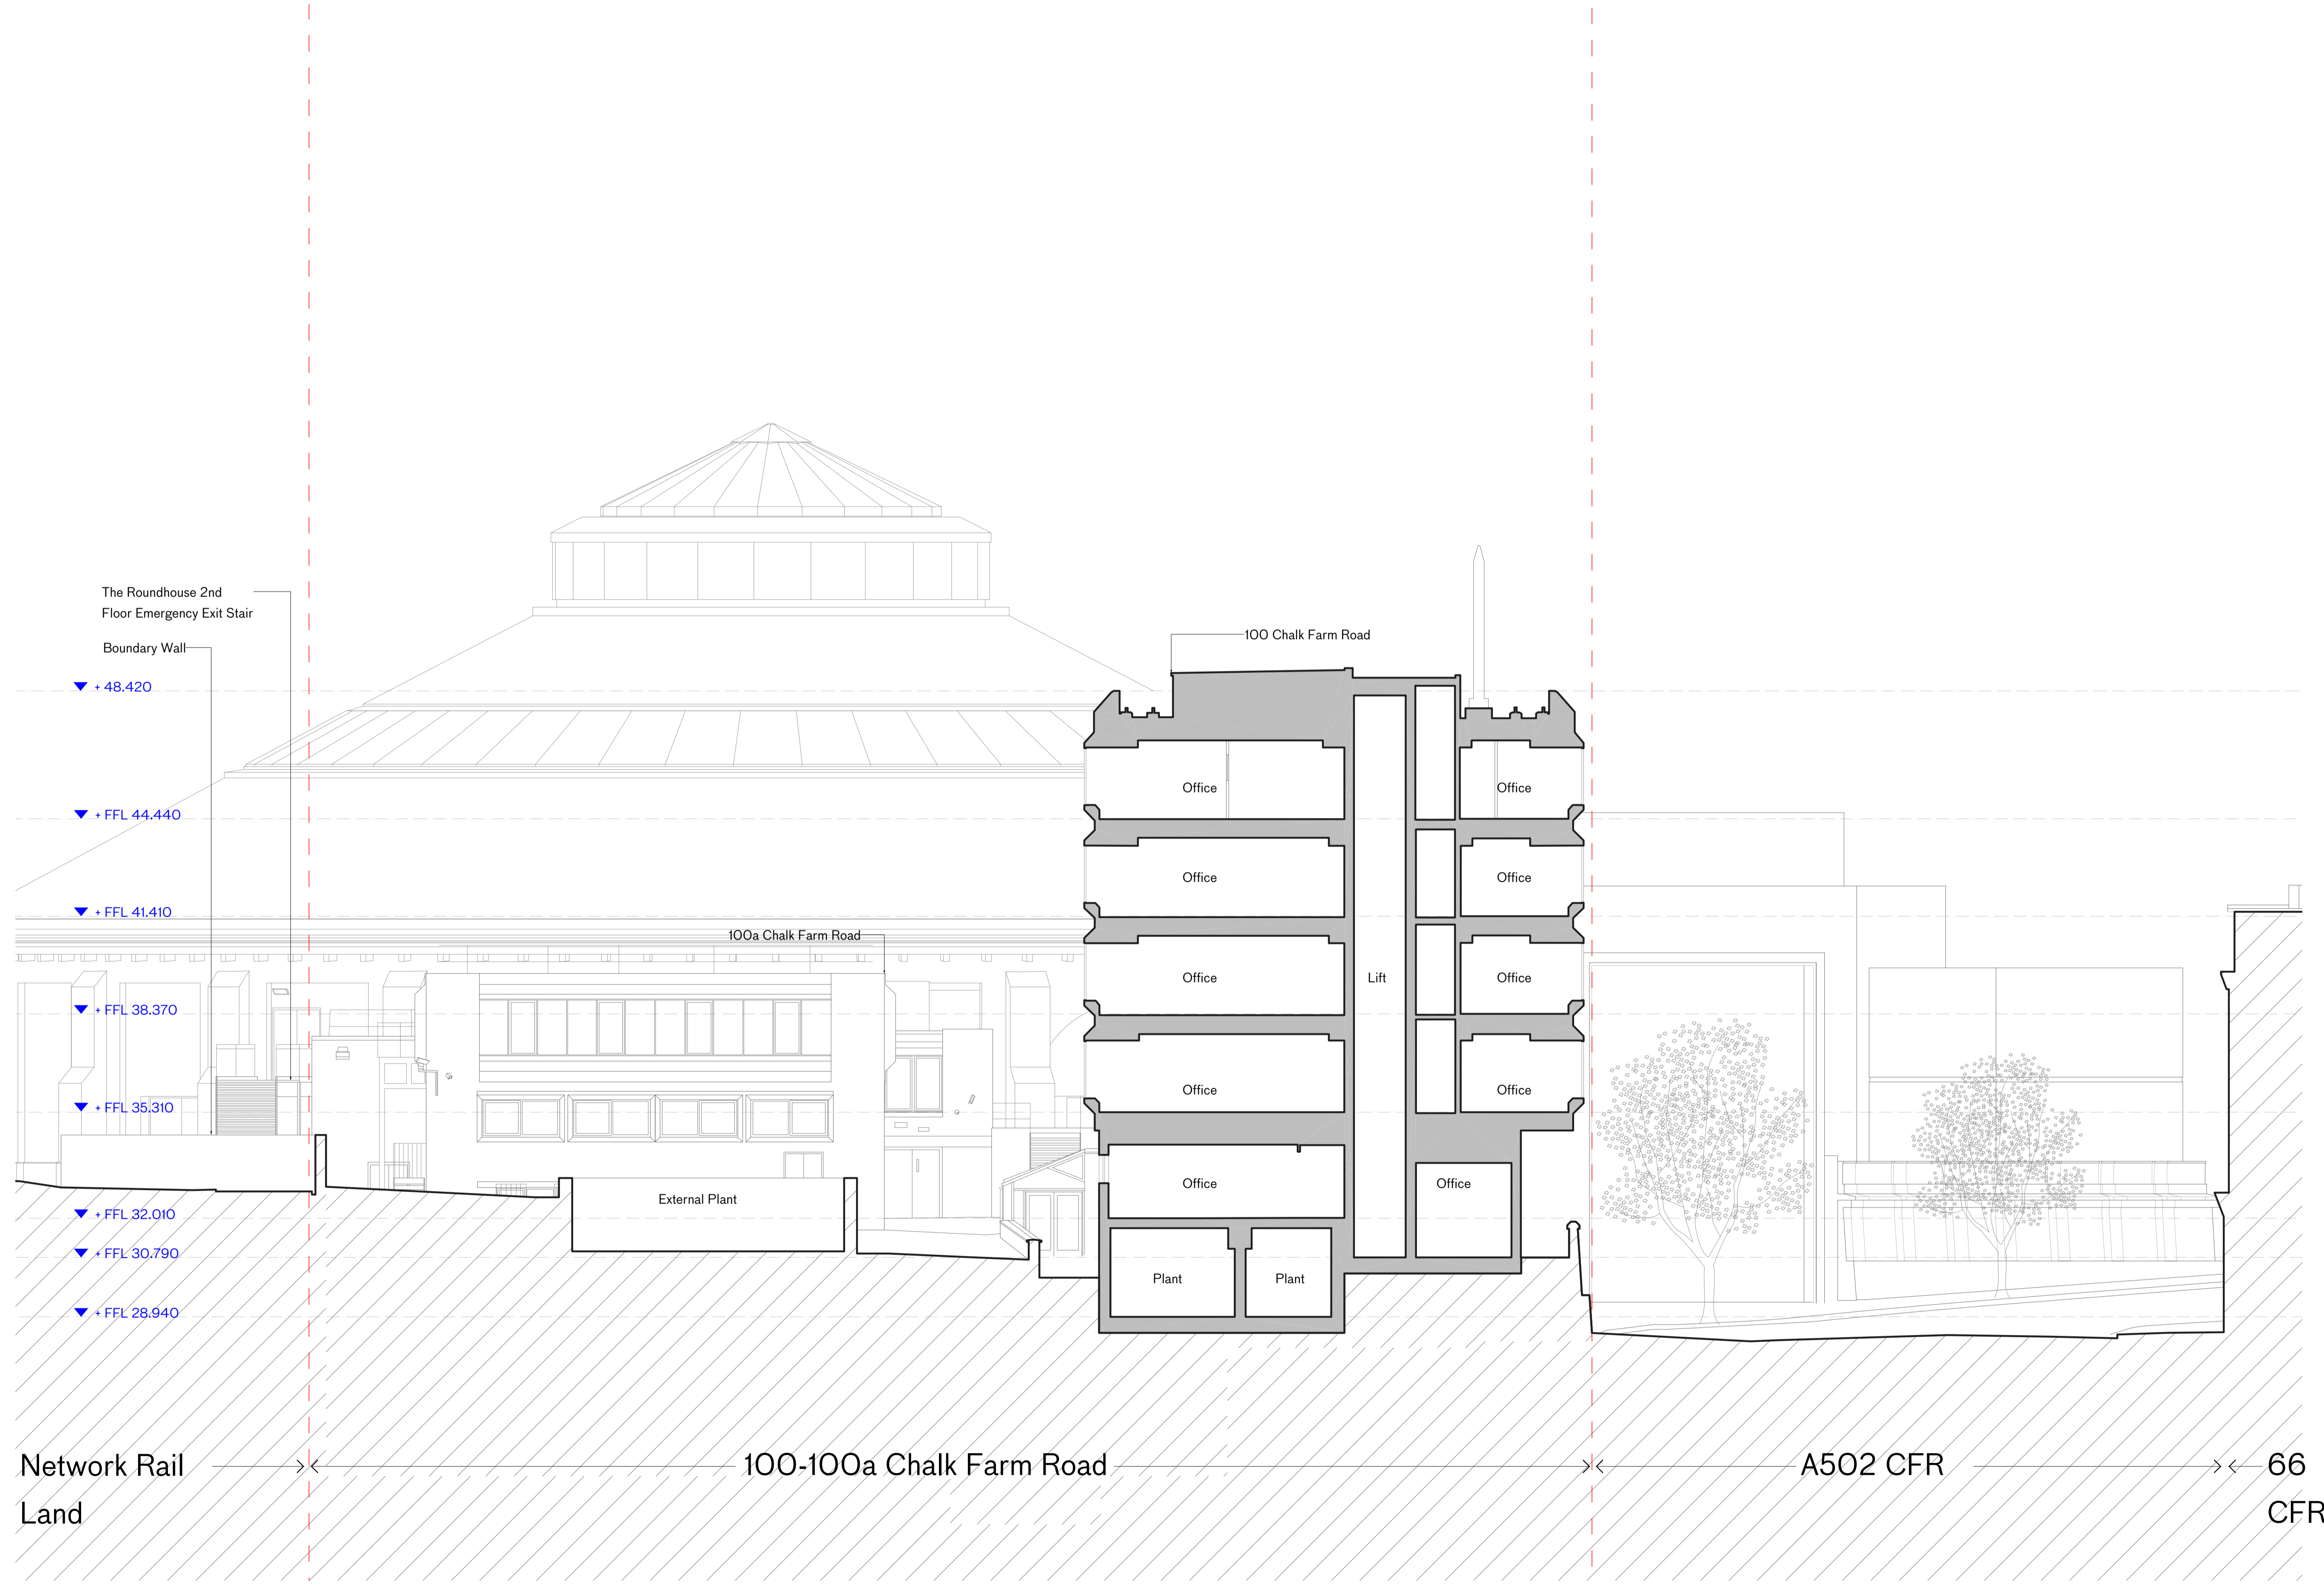 The Roundhouse 2nd
Floor Emergency Exit Stair
Boundary Wall
100 Chalk Farm Road
+ 48.420
Office
Office
+ FFL 44.440
Office
Office
+ FFL 41.410
100a Chalk Farm Road
Office
Lift
Office
+ FFL 38.370
Office
Office
+ FFL 35.310
Office
Office
External Plant
+ FFL 32.010
+ FFL 30.790
Plant
Plant
+ FFL 28.940
Network Rail
Land
100-100a Chalk Farm Road
A502 CFR
66
CFR